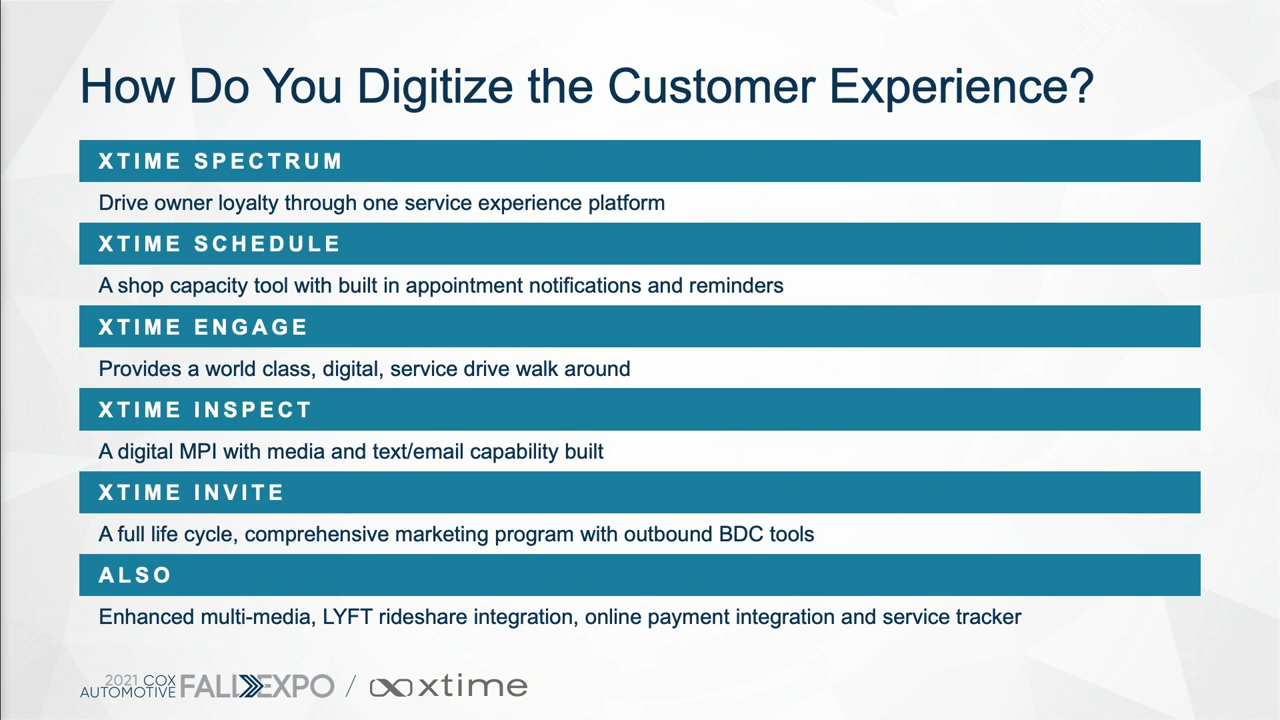 How Do You Digitize the Customer Experience?
XTIME SPECTRUM
Drive owner loyalty through one service experience platform
XTIME SCHEDULE
A shop capacity tool with built in appointment notifications and reminders
XTIME ENGAGE
Provides a world class, digital, service drive walk around
XTIME INSPECT
A digital MPI with media and text/email capability built
XTIME INVITE
A full life cycle, comprehensive marketing program with outbound BDC tools
ALSO
Enhanced multi-media, LYFT rideshare integration, online payment integration and service tracker
2021 COX
AUTOMOTIVE FALL EXPO / xtime